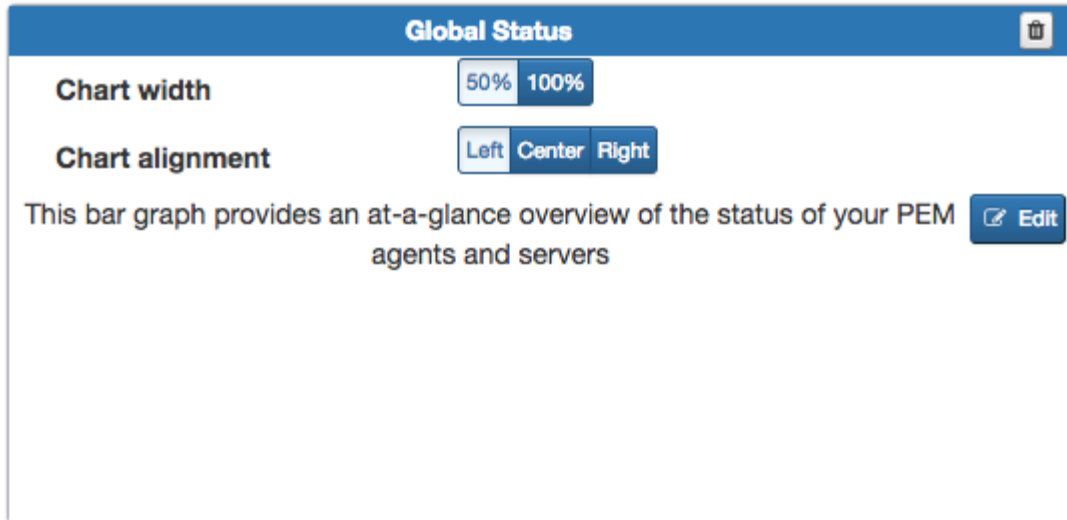 Global Status
Chart width 50% 100%
Chart alignment Left Center Right
This bar graph provides an at-a-glance overview of the status of your PEM Edit
agents and servers